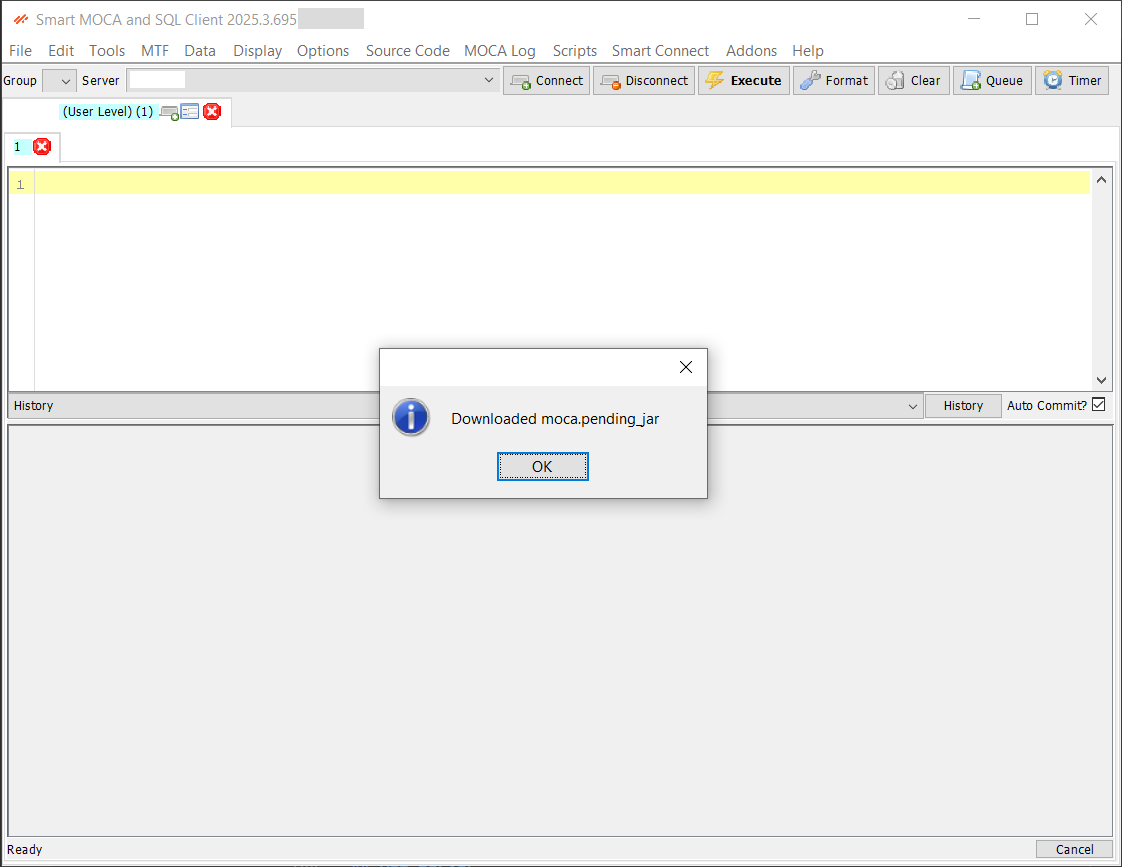 Smart MOCA and SQL Client 2025.3.695
File Edit Tools MTF Data Display Options Source Code MOCA Log Scripts Smart Connect Addons Help
Group Server Connect Disconnect Execute Format Clear Queue Timer
(User Level) (1)
1
1
Downloaded moca.pending_jar
OK
History History Auto Commit?
Ready Cancel